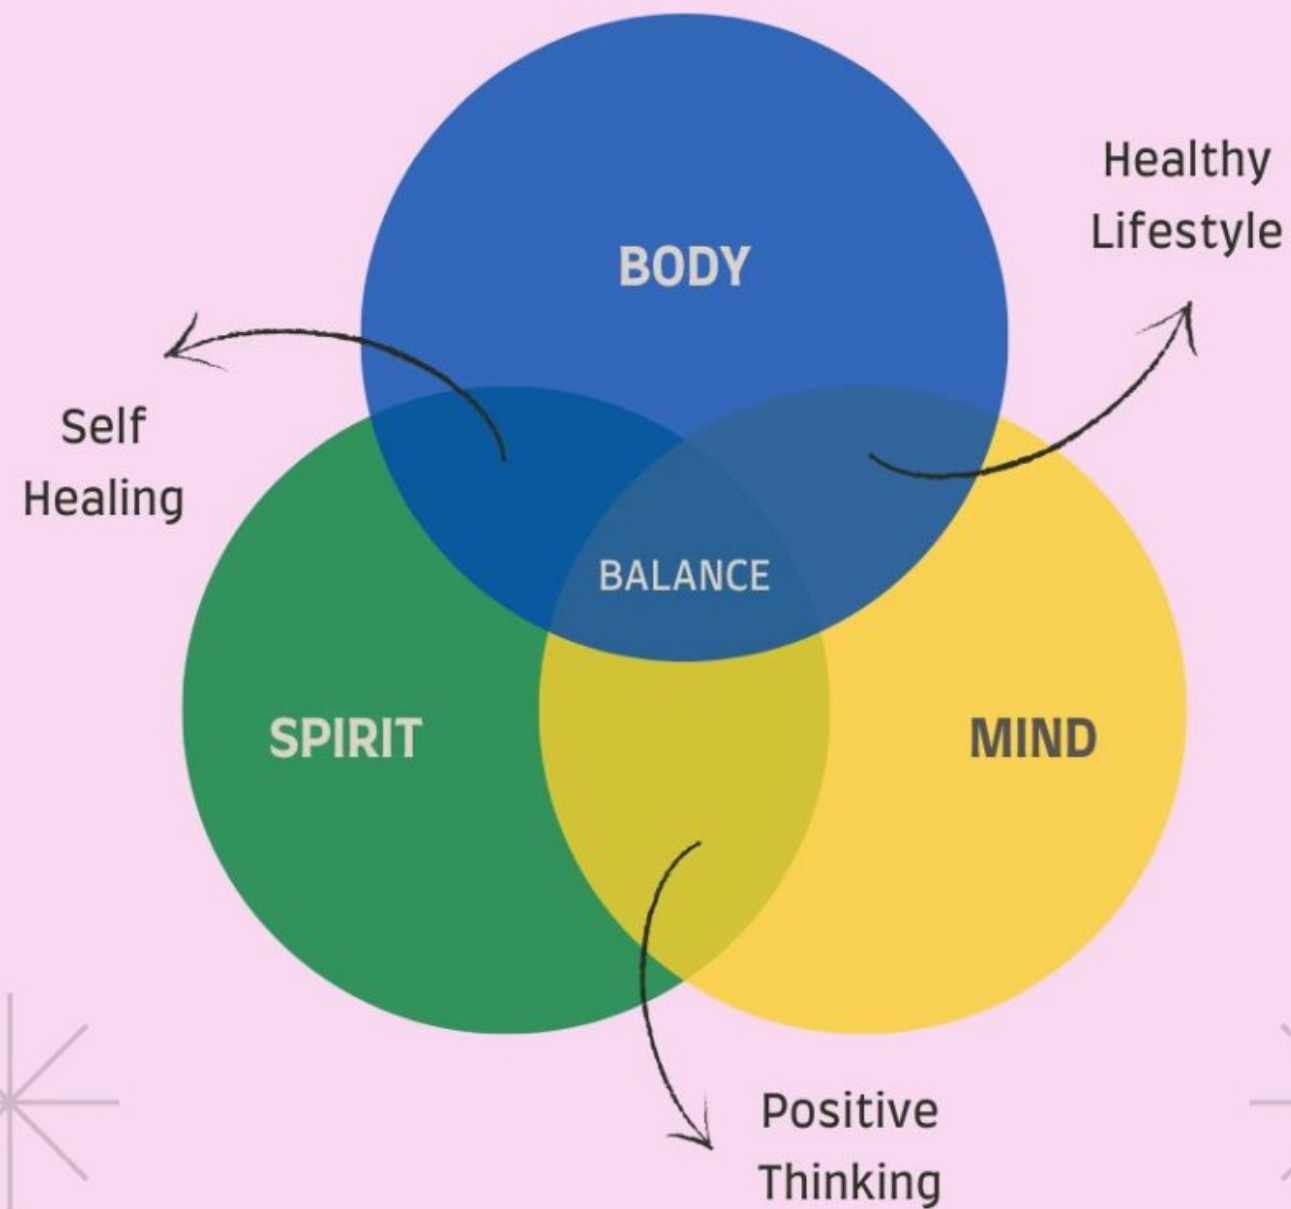 BODY
Healthy
Lifestyle
Self
Healing
BALANCE
SPIRIT
MIND
Positive
Thinking